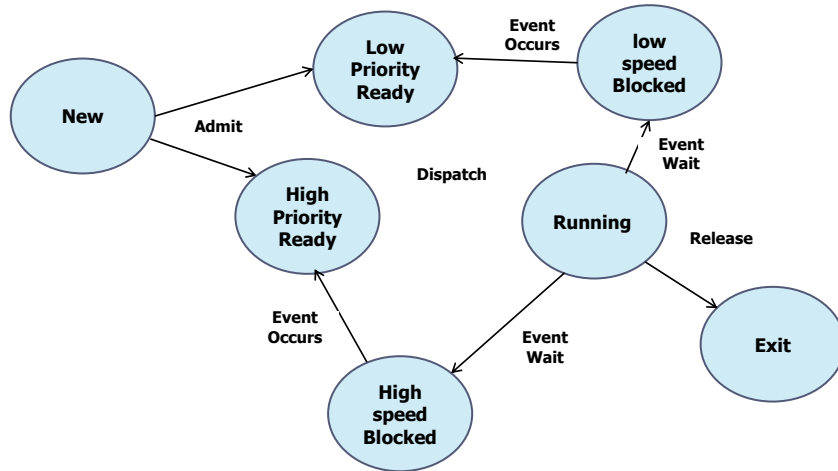 New
Admit
Low
Priority
Ready
Event
Occurs
low
speed
Blocked
High
Priority
Ready
Dispatch
Event
Wait
Running
Release
Event
Occurs
Event
Wait
Exit
High
speed
Blocked